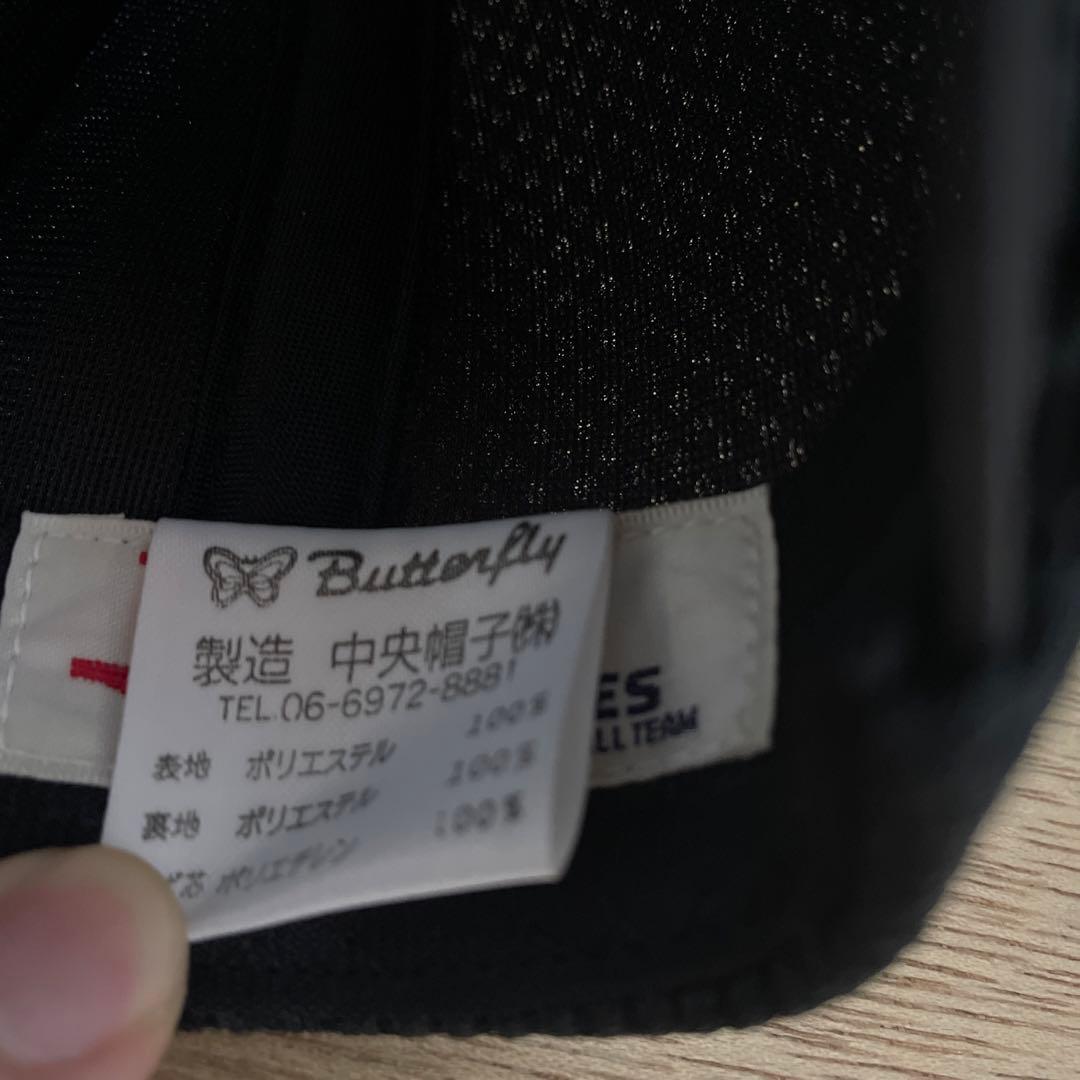 Butterfly
製造 中央帽子(株)
TEL.06-6972-8881
表地 ポリエステル 100%
裏地 ポリエステル 100%
芯 ポリエチレン 100%
ES
LL TEAM